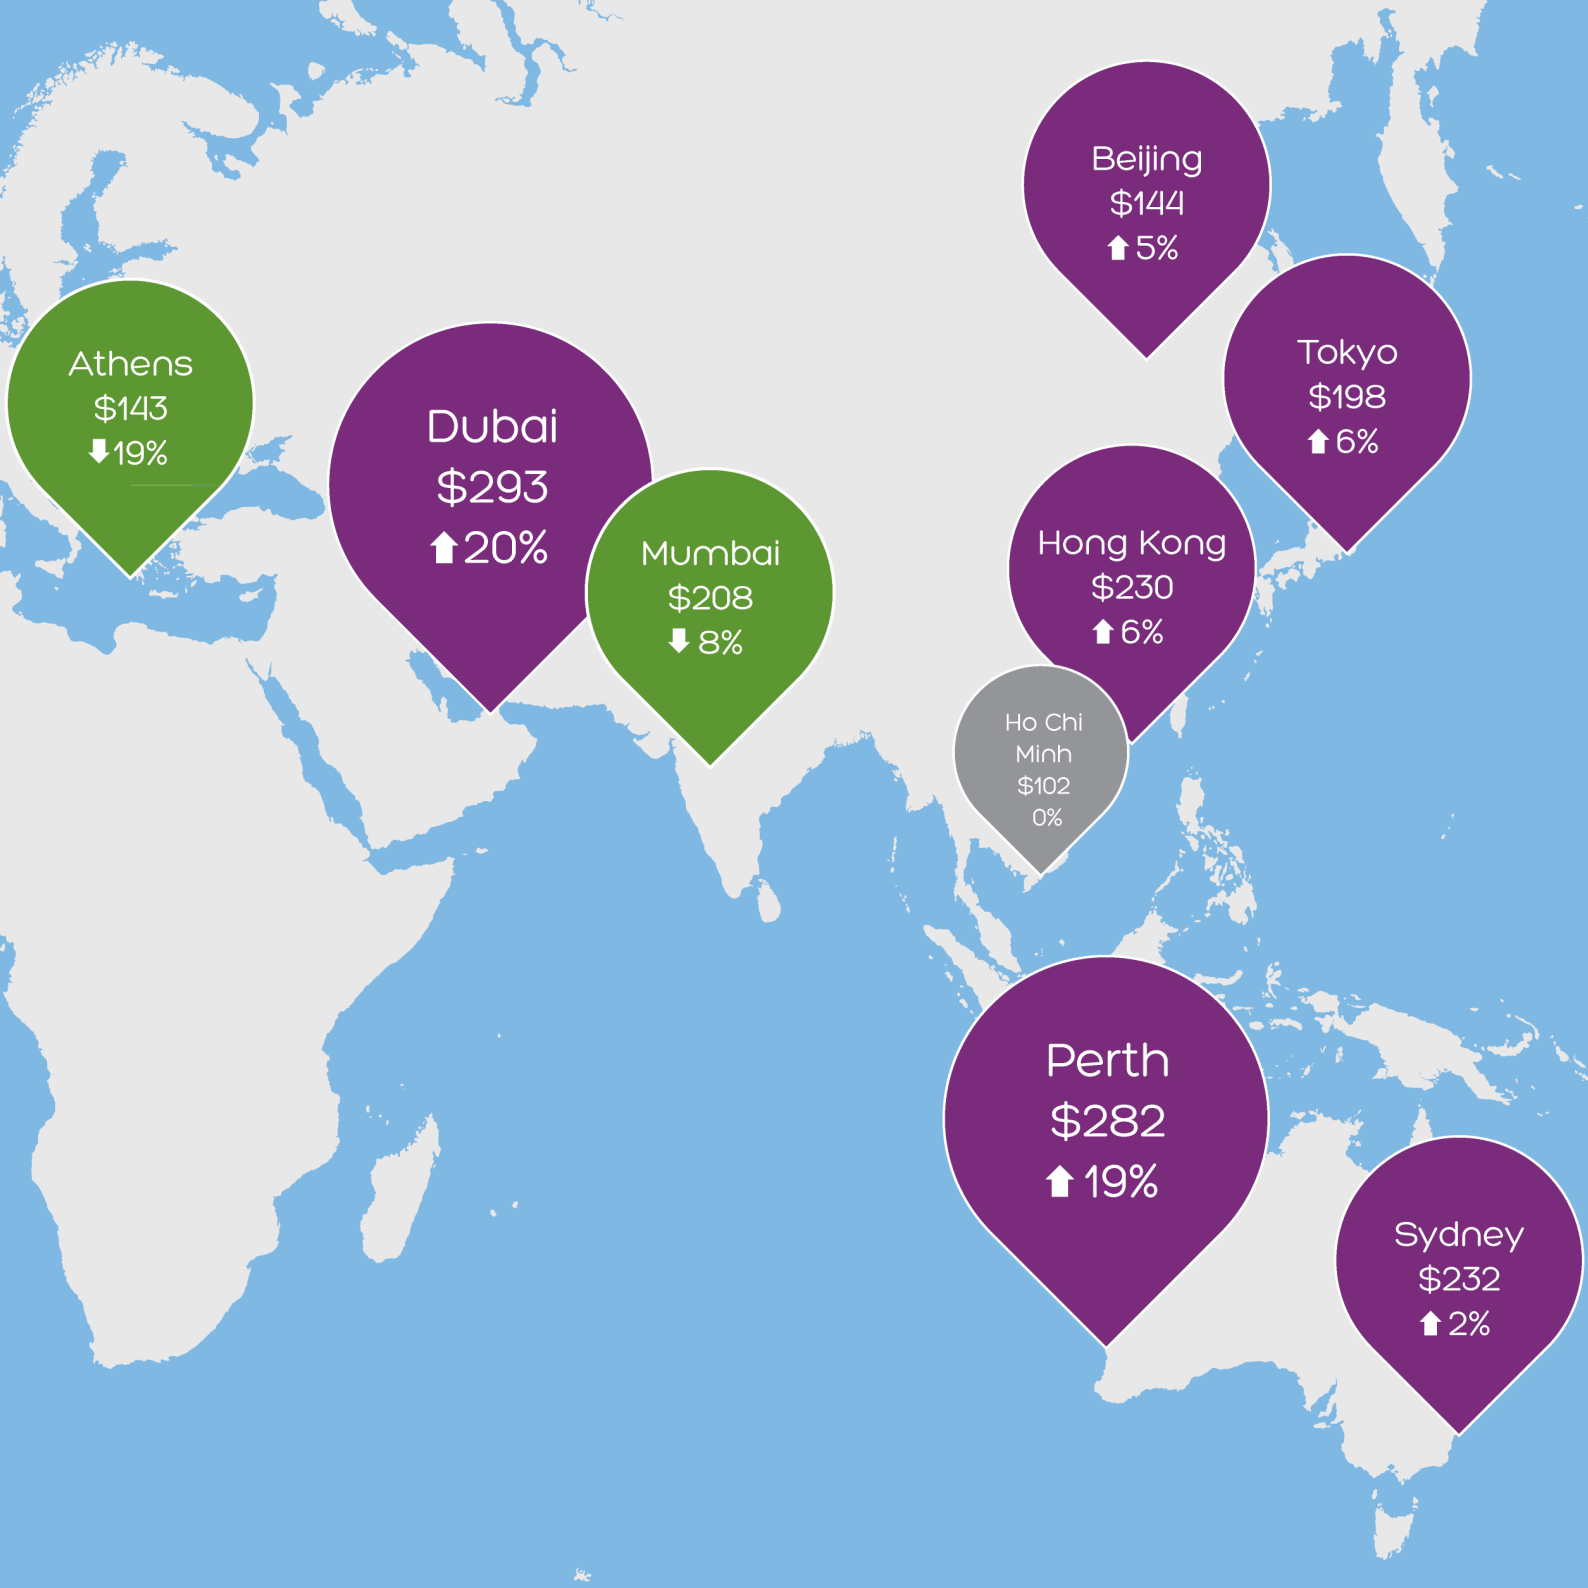 Beijing
$144
5%
Tokyo
$198
6%
Athens
$143
19%
Dubai
$293
20%
Mumbai
$208
8%
Hong Kong
$230
6%
Ho Chi
Minh
$102
0%
Perth
$282
19%
Sydney
$232
2%